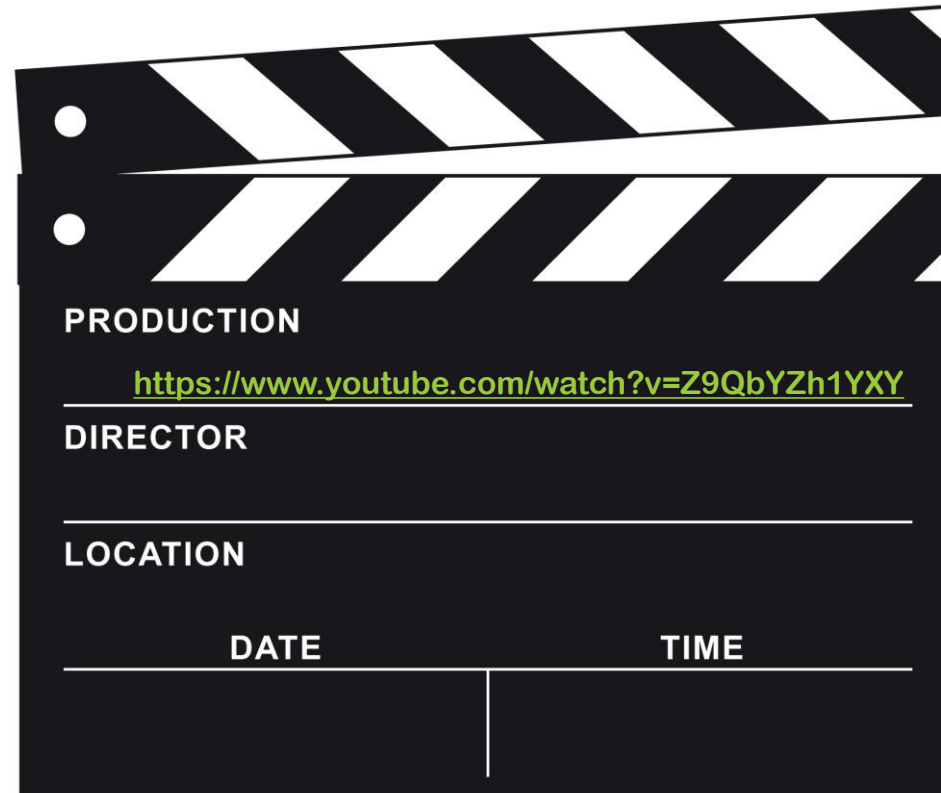 PRODUCTION
https://www.youtube.com/watch?v=Z9QbYZh1YXY
DIRECTOR
LOCATION
DATE TIME